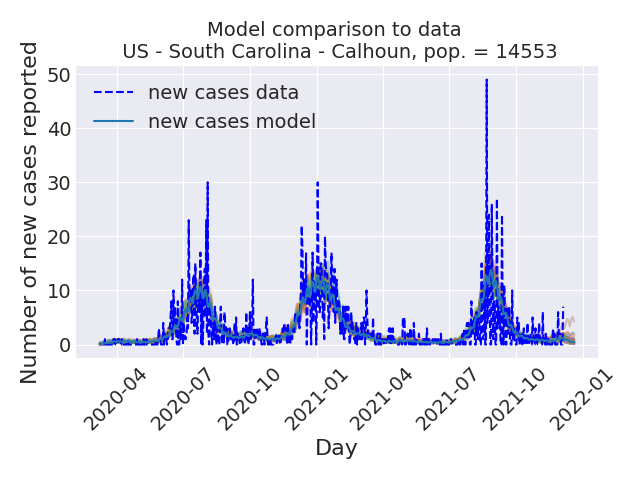 Model comparison to data
US - South Carolina - Calhoun, pop. = 14553
Number of new cases reported
50
40
30
20
10
0
new cases data
new cases model
2020-04
2020-07
2020-10
2021-01
2021-04
2021-07
2021-10
2022-01
Day